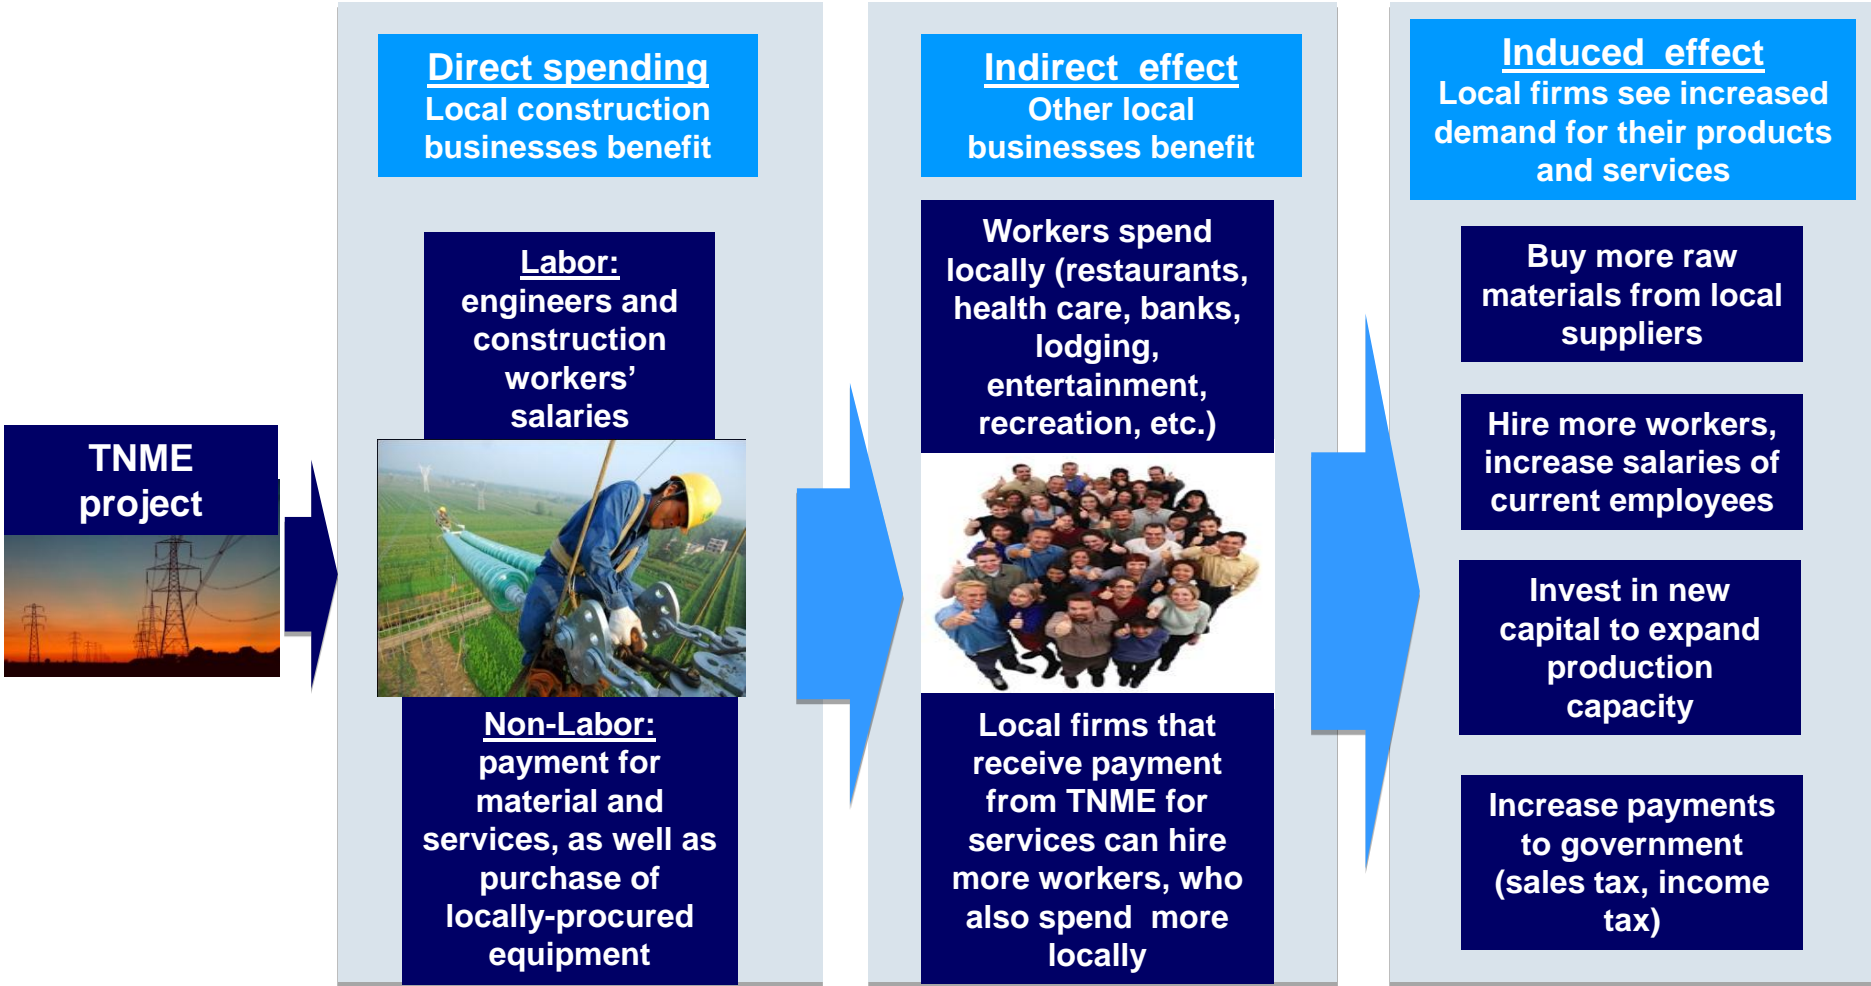 TNME
project
Direct spending
Local construction
businesses benefit
Labor:
engineers and
construction
workers’
salaries
Non-Labor:
payment for
material and
services, as well as
purchase of
locally-procured
equipment
Indirect effect
Other local
businesses benefit
Workers spend
locally (restaurants,
health care, banks,
lodging,
entertainment,
recreation, etc.)
Local firms that
receive payment
from TNME for
services can hire
more workers, who
also spend more
locally
Induced effect
Local firms see increased
demand for their products
and services
Buy more raw
materials from local
suppliers
Hire more workers,
increase salaries of
current employees
Invest in new
capital to expand
production
capacity
Increase payments
to government
(sales tax, income
tax)